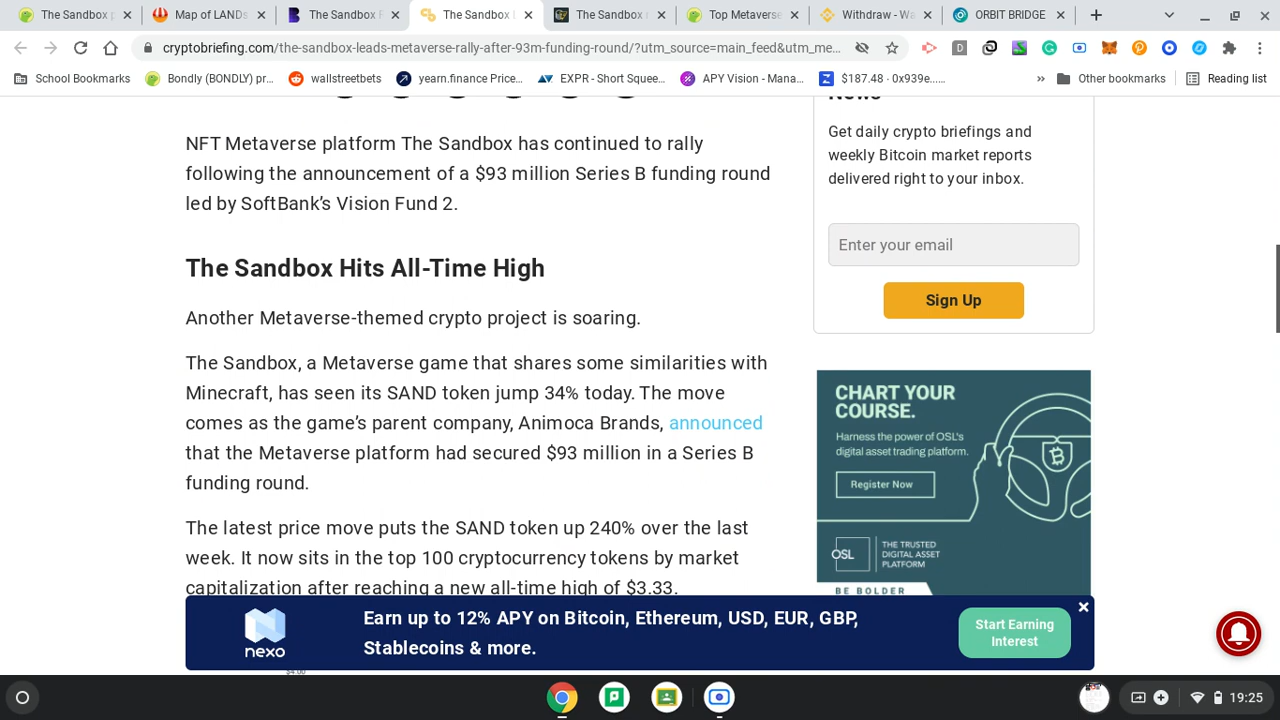 The Sandbox p
Map of LANDs
The Sandbox F
The Sandbox L
The Sandbox
Top Metaverse
Withdraw - Wa
ORBIT BRIDGE
cryptobriefing.com/the-sandbox-leads-metaverse-rally-after-93m-funding-round/?utm_source=main_feed&utm_me...
School Bookmarks
Bondly (BONDLY) pr...
wallstreetbets
yearn.finance Price...
EXPR - Short Squee...
APY Vision - Mana...
$187.48 · 0x939e......
»
Other bookmarks
Reading list
NFT Metaverse platform The Sandbox has continued to rally
following the announcement of a $93 million Series B funding round
led by SoftBank's Vision Fund 2.
The Sandbox Hits All-Time High
Another Metaverse-themed crypto project is soaring.
The Sandbox, a Metaverse game that shares some similarities with
Minecraft, has seen its SAND token jump 34% today. The move
comes as the game's parent company, Animoca Brands, announced
that the Metaverse platform had secured $93 million in a Series B
funding round.
The latest price move puts the SAND token up 240% over the last
week. It now sits in the top 100 cryptocurrency tokens by market
capitalization after reaching a new all-time high of $3.33.
$4.00
News
Get daily crypto briefings and
weekly Bitcoin market reports
delivered right to your inbox.
Enter your email
Sign Up
CHART YOUR
COURSE.
Harness the power of OSL's
digital asset trading platform.
Register Now
OSL
THE TRUSTED
DIGITAL ASSET
PLATFORM
BE BOLDER
nexo
Earn up to 12% APY on Bitcoin, Ethereum, USD, EUR, GBP,
Stablecoins & more.
Start Earning
Interest
19:25